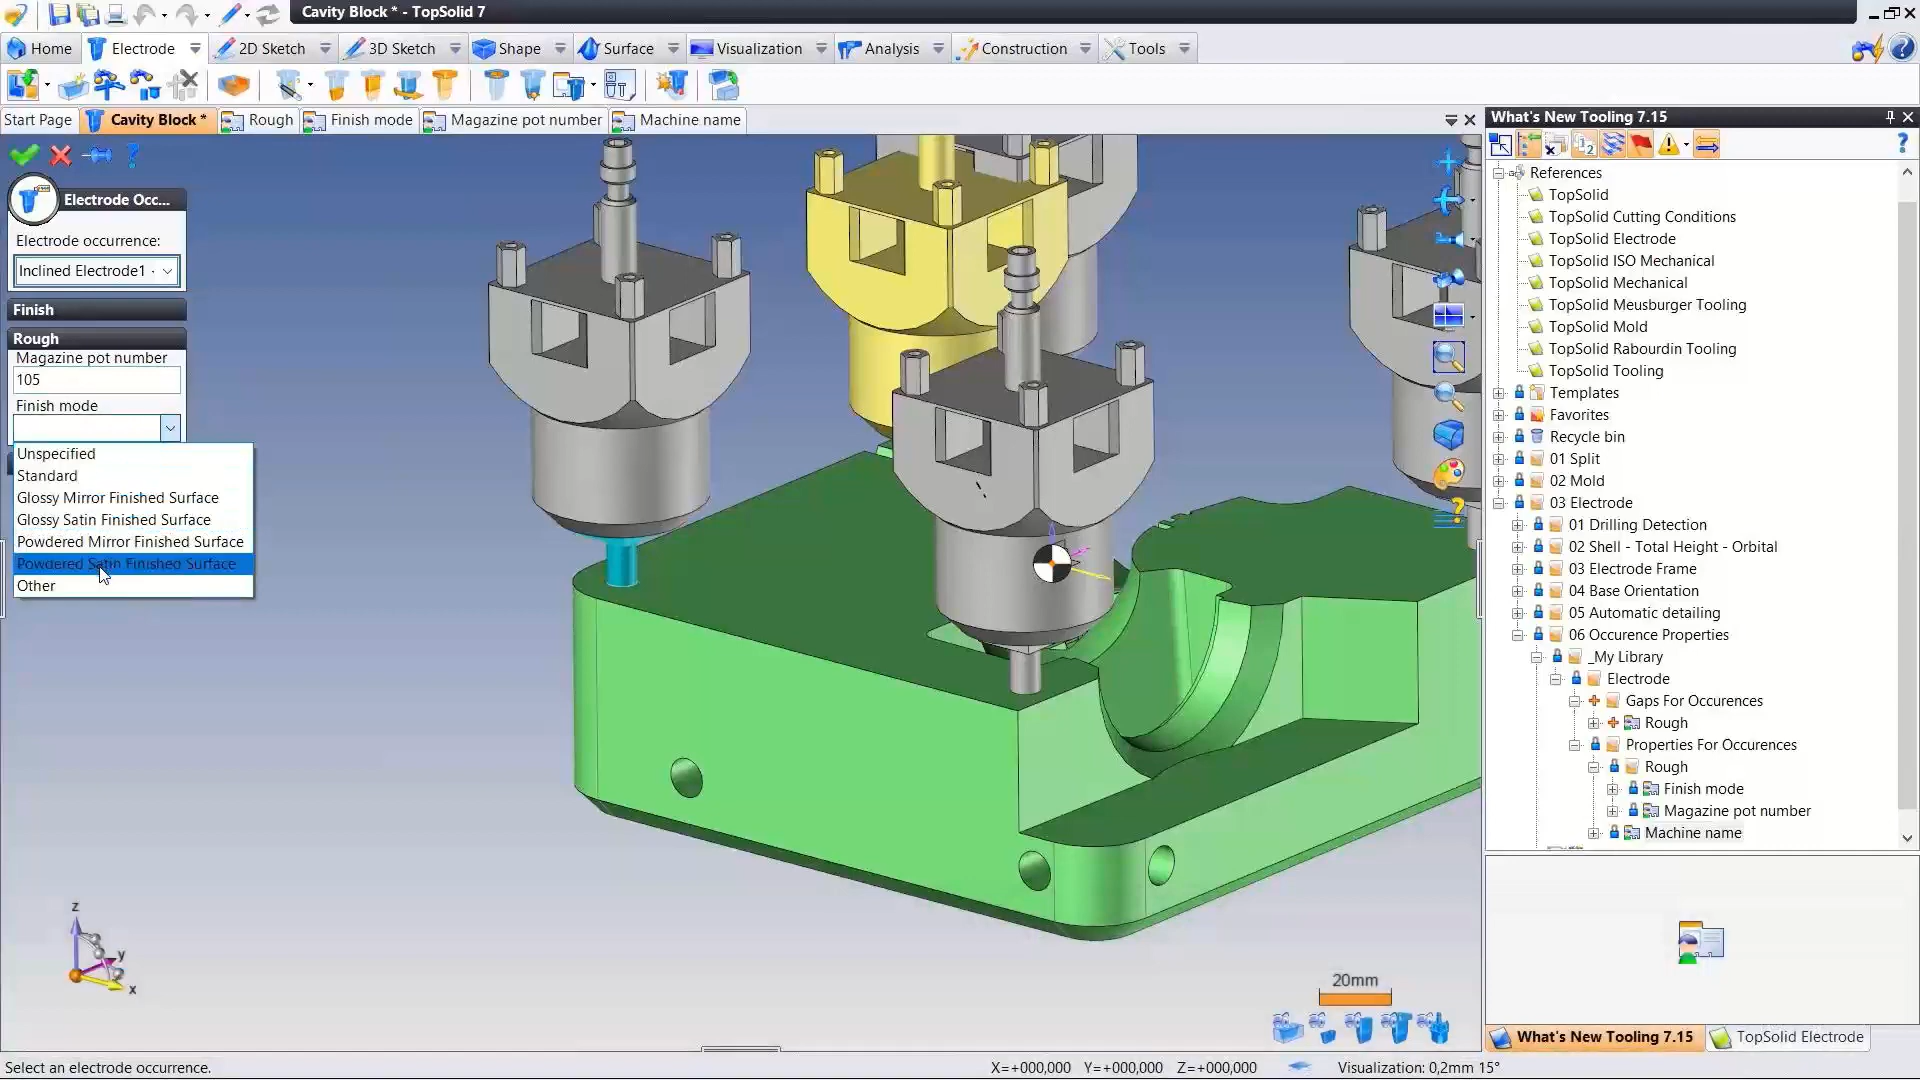 Cavity Block * - TopSolid 7
Home
Electrode
2D Sketch
3D Sketch
Shape
Surface
Visualization
Analysis
Construction
Tools
Start Page
Cavity Block *
Rough
Finish mode
Magazine pot number
Machine name
Electrode Occ...
Electrode occurrence:
Inclined Electrode1 -
Finish
Rough
Magazine pot number
105
Finish mode
Unspecified
Standard
Glossy Mirror Finished Surface
Glossy Satin Finished Surface
Powdered Mirror Finished Surface
Powdered Satin Finished Surface
Other
z
y
x
20mm
What's New Tooling 7.15
References
TopSolid
TopSolid Cutting Conditions
TopSolid Electrode
TopSolid ISO Mechanical
TopSolid Mechanical
TopSolid Meusburger Tooling
TopSolid Mold
TopSolid Rabourdin Tooling
TopSolid Tooling
Templates
Favorites
Recycle bin
01 Split
02 Mold
03 Electrode
01 Drilling Detection
02 Shell - Total Height - Orbital
03 Electrode Frame
04 Base Orientation
05 Automatic detailing
06 Occurence Properties
_My Library
Electrode
Gaps For Occurences
Rough
Properties For Occurences
Rough
Finish mode
Magazine pot number
Machine name
What's New Tooling 7.15
TopSolid Electrode
Select an electrode occurrence.
X=+000,000 Y=+000,000 Z=+000,000
Visualization: 0,2mm 15°